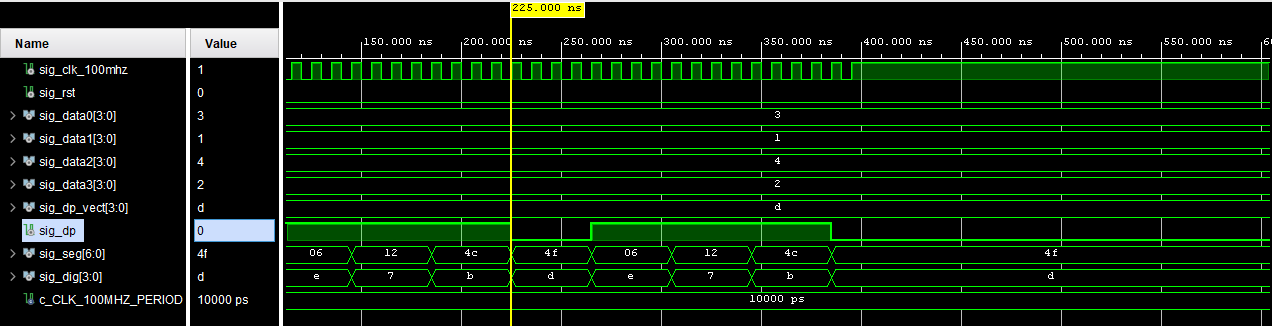 225.000 ns
Name Value
150.000 ns 200.000 ns 250.000 ns 300.000 ns 350.000 ns 400.000 ns 450.000 ns 500.000 ns 550.000 ns 6
sig_clk_100mhz 1
sig_rst 0
sig_data0[3:0] 3 3
sig_data1[3:0] 1 1
sig_data2[3:0] 4 4
sig_data3[3:0] 2 2
sig_dp_vect[3:0] d d
sig_dp 0
sig_seg[6:0] 4f 06 12 4c 4f 06 12 4c 4f
sig_dig[3:0] d e 7 b d e 7 b d
c_CLK_100MHZ_PERIOD 10000 ps 10000 ps